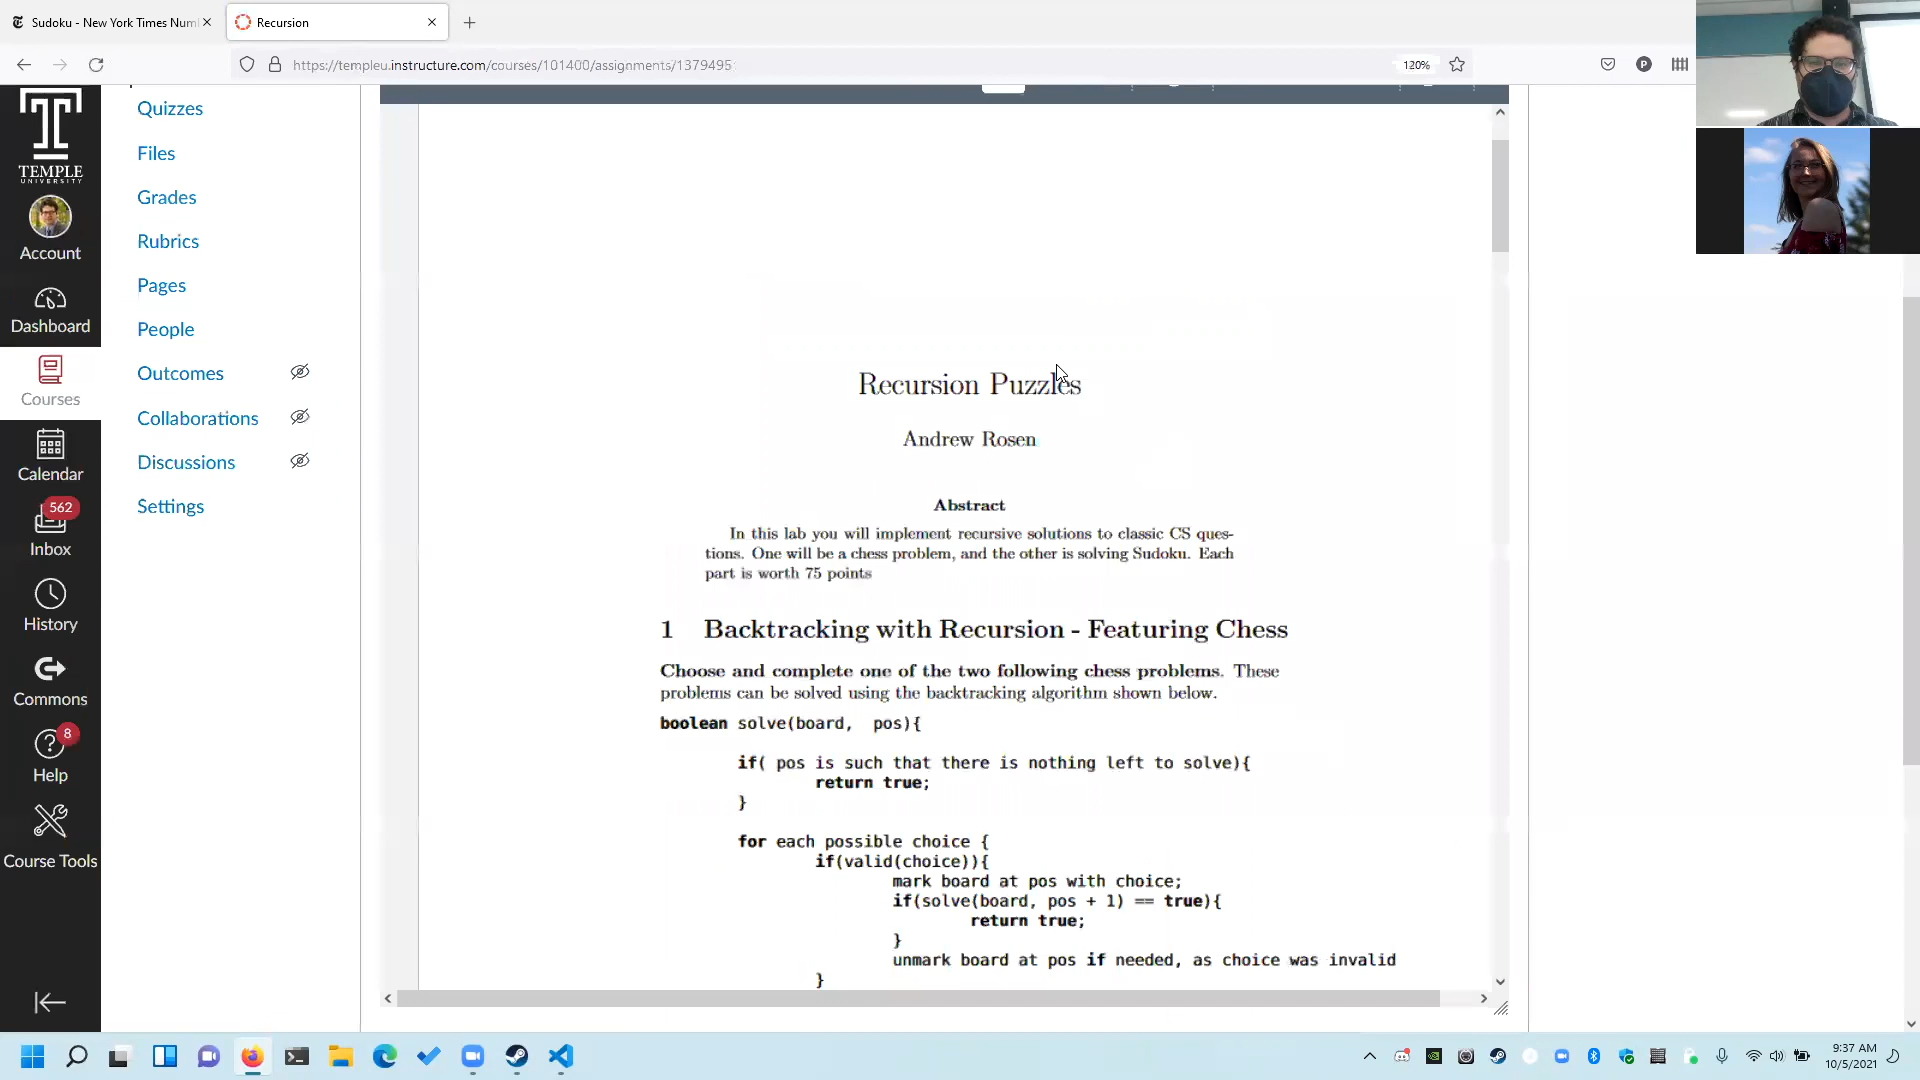 Sudoku - New York Times Num
Recursion
https://templeu.instructure.com/courses/101400/assignments/1379495
120%
TEMPLE
UNIVERSITY
Account
Dashboard
Courses
Calendar
562
Inbox
History
Commons
8
Help
Course Tools
Quizzes
Files
Grades
Rubrics
Pages
People
Outcomes
Collaborations
Discussions
Settings
Recursion Puzzles
Andrew Rosen
Abstract
In this lab you will implement recursive solutions to classic CS ques-
tions. One will be a chess problem, and the other is solving Sudoku. Each
part is worth 75 points
1 Backtracking with Recursion - Featuring Chess
Choose and complete one of the two following chess problems. These
problems can be solved using the backtracking algorithm shown below.
boolean solve(board, pos){
if( pos is such that there is nothing left to solve){
return true;
}
for each possible choice {
if(valid(choice)){
mark board at pos with choice;
if(solve(board, pos + 1) == true){
return true;
}
unmark board at pos if needed, as choice was invalid
}
9:37 AM
10/5/2021